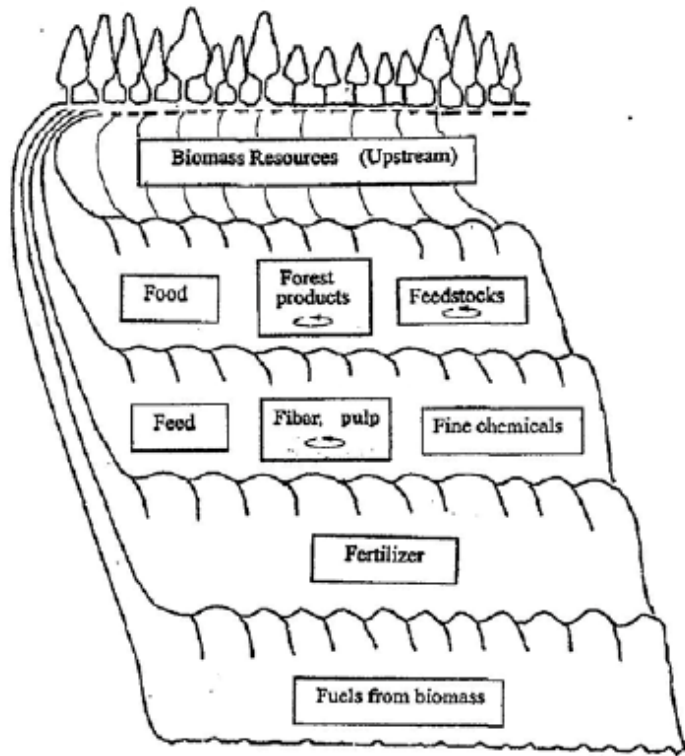 Biomass Resources (Upstream)
Food
Forest
products
Feedstocks
Feed
Fiber, pulp
Fine chemicals
Fertilizer
Fuels from biomass